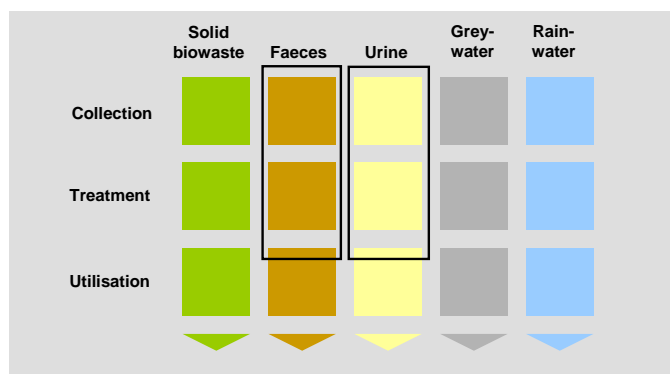 Solid
biowaste
Faeces
Urine
Grey-
water
Rain-
water
Collection
Treatment
Utilisation